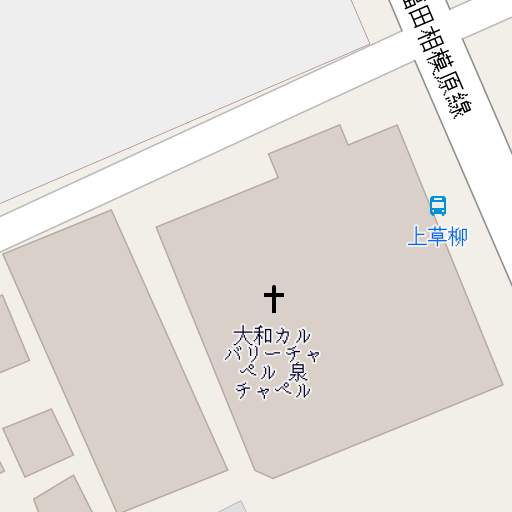 冨田相模原線
上草柳
大和カル
バリーチャ
ペル 泉
チャペル